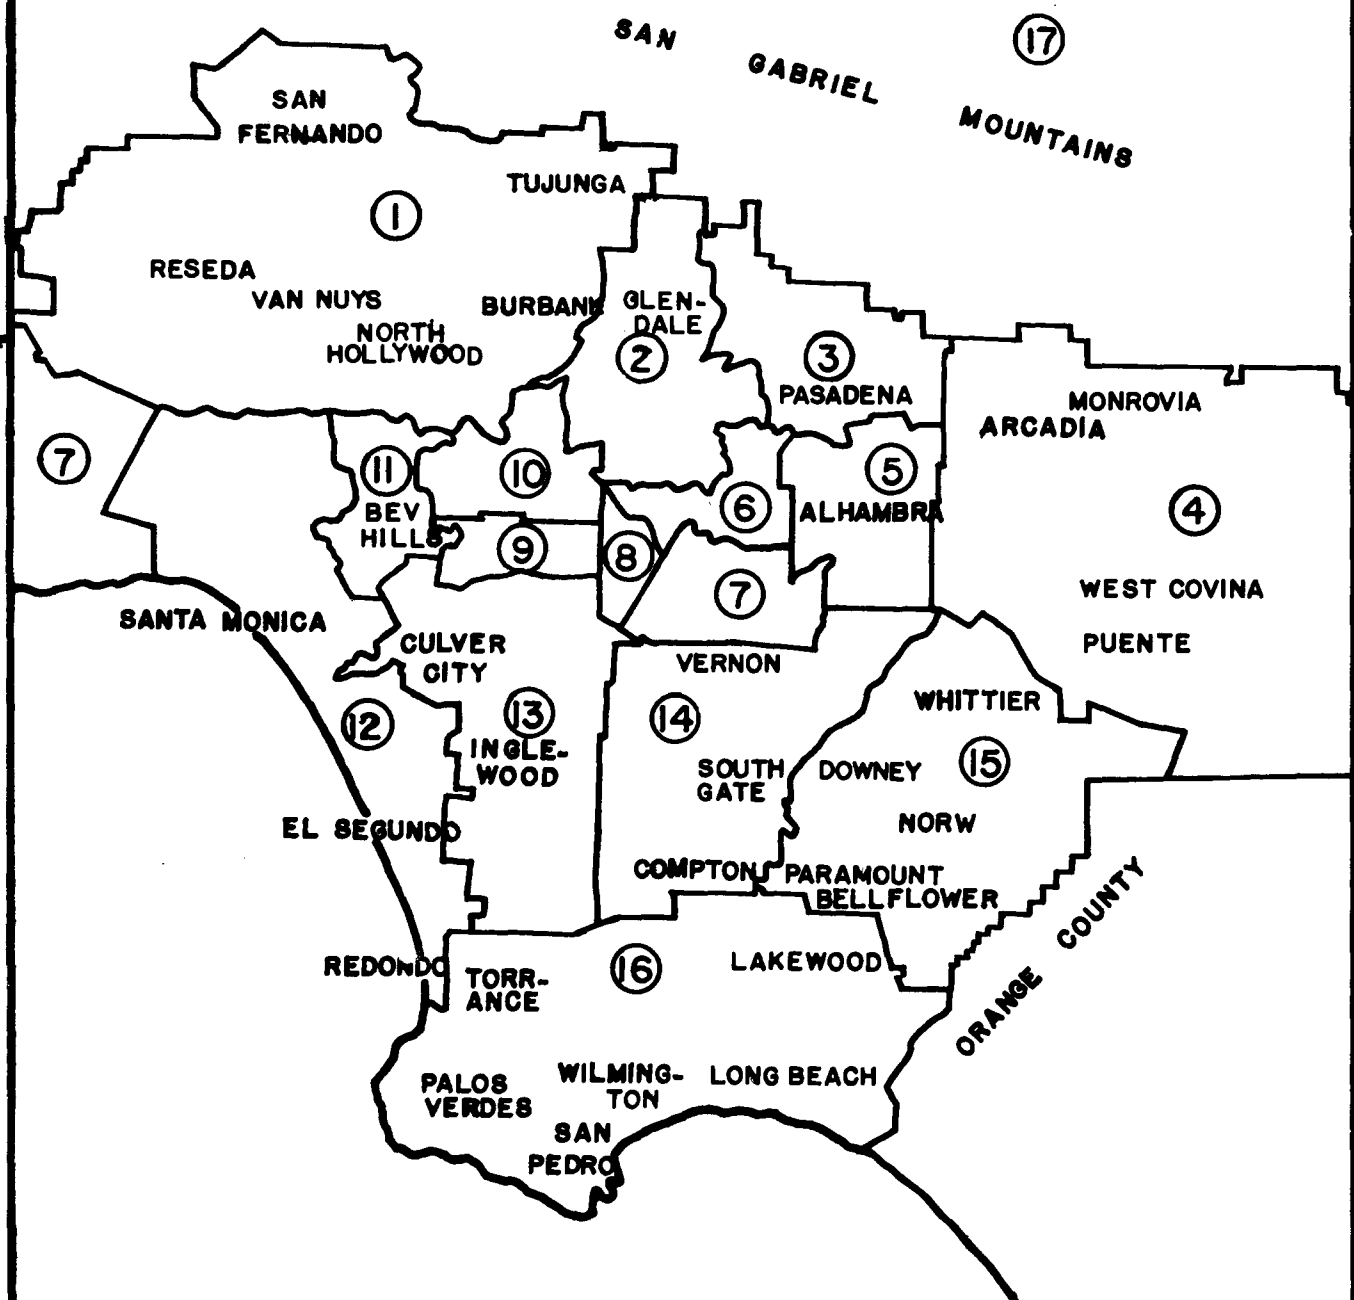 SAN GABRIEL MOUNTAINS
17
SAN
FERNANDO
TUJUNGA
1
RESEDA
VAN NUYS
NORTH
HOLLYWOOD
BURBANK
GLEN-
DALE
2
3
PASADENA
MONROVIA
ARCADIA
7
11
BEV
HILLS
10
9
8
6
5
ALHAMBRA
4
7
WEST COVINA
PUENTE
SANTA MONICA
CULVER
CITY
VERNON
WHITTIER
12
13
INGLE-
WOOD
14
SOUTH
GATE
DOWNEY
15
NORW
EL SEGUNDO
COMPTON
PARAMOUNT
BELLFLOWER
ORANGE COUNTY
REDONDO
TORR-
ANCE
16
LAKEWOOD
PALOS
VERDES
WILMING-
TON
LONG BEACH
SAN
PEDRO